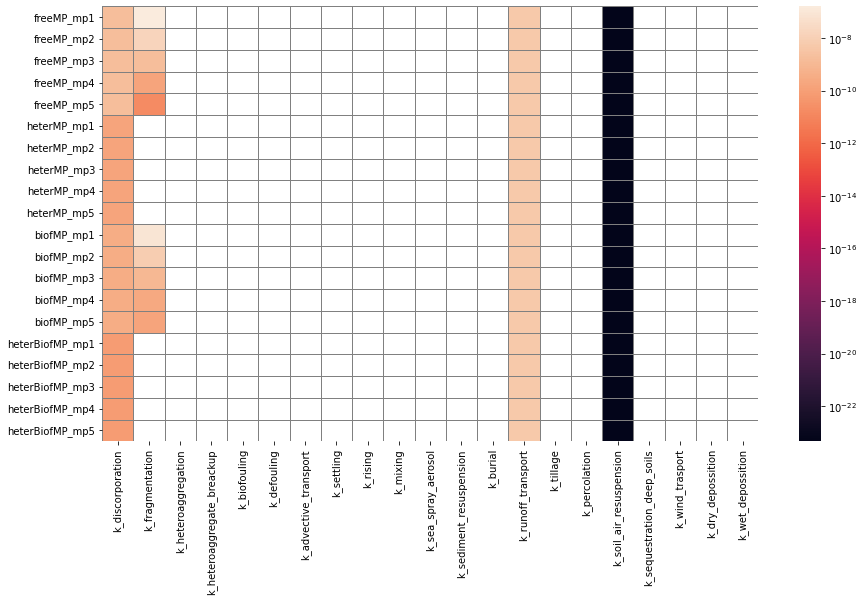 freeMP_mp1
freeMP_mp2
freeMP_mp3
freeMP_mp4
freeMP_mp5
heterMP_mp1
heterMP_mp2
heterMP_mp3
heterMP_mp4
heterMP_mp5
biofMP_mp1
biofMP_mp2
biofMP_mp3
biofMP_mp4
biofMP_mp5
heterBiofMP_mp1
heterBiofMP_mp2
heterBiofMP_mp3
heterBiofMP_mp4
heterBiofMP_mp5
k_discorporation
k_fragmentation
k_heteroaggregation
k_heteroaggregate_breackup
k_biofouling
k_defouling
k_advective_transport
k_settling
k_rising
k_mixing
k_sea_spray_aerosol
k_sediment_resuspension
k_burial
k_runoff_transport
k_tillage
k_percolation
k_soil_air_resuspension
k_sequestration_deep_soils
k_wind_trasport
k_dry_depossition
k_wet_depossition
10⁻⁸
10⁻¹⁰
10⁻¹²
10⁻¹⁴
10⁻¹⁶
10⁻¹⁸
10⁻²⁰
10⁻²²